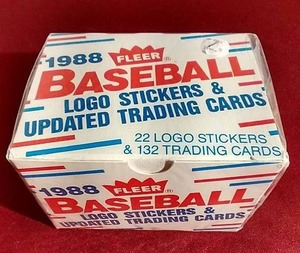 1988 FLEER®
BASEBALL
LOGO STICKERS &
UPDATED TRADING CARDS
22 LOGO STICKERS
& 132 TRADING CARDS
1988 FLEER®
BASEBALL
LOGO STICKERS &
UPDATED TRADING CARDS